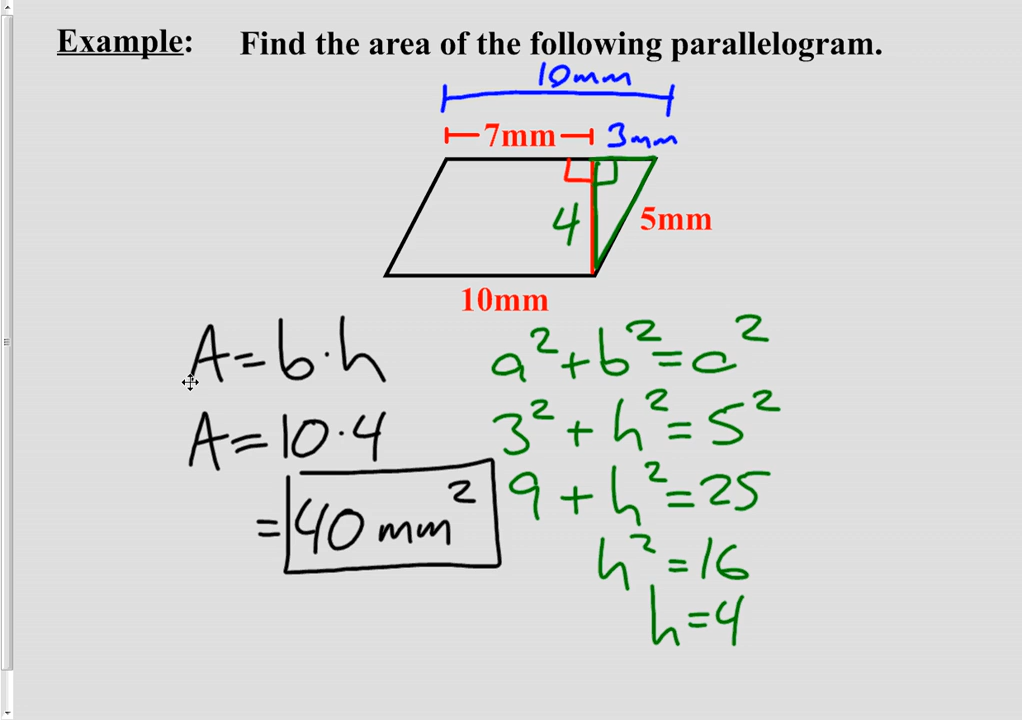 Example: Find the area of the following parallelogram.
10mm
7mm 3mm
4 5mm
10mm
A=b·h
A=10·4
=40mm²
a²+b²=c²
3²+h²=5²
9+h²=25
h²=16
h=4